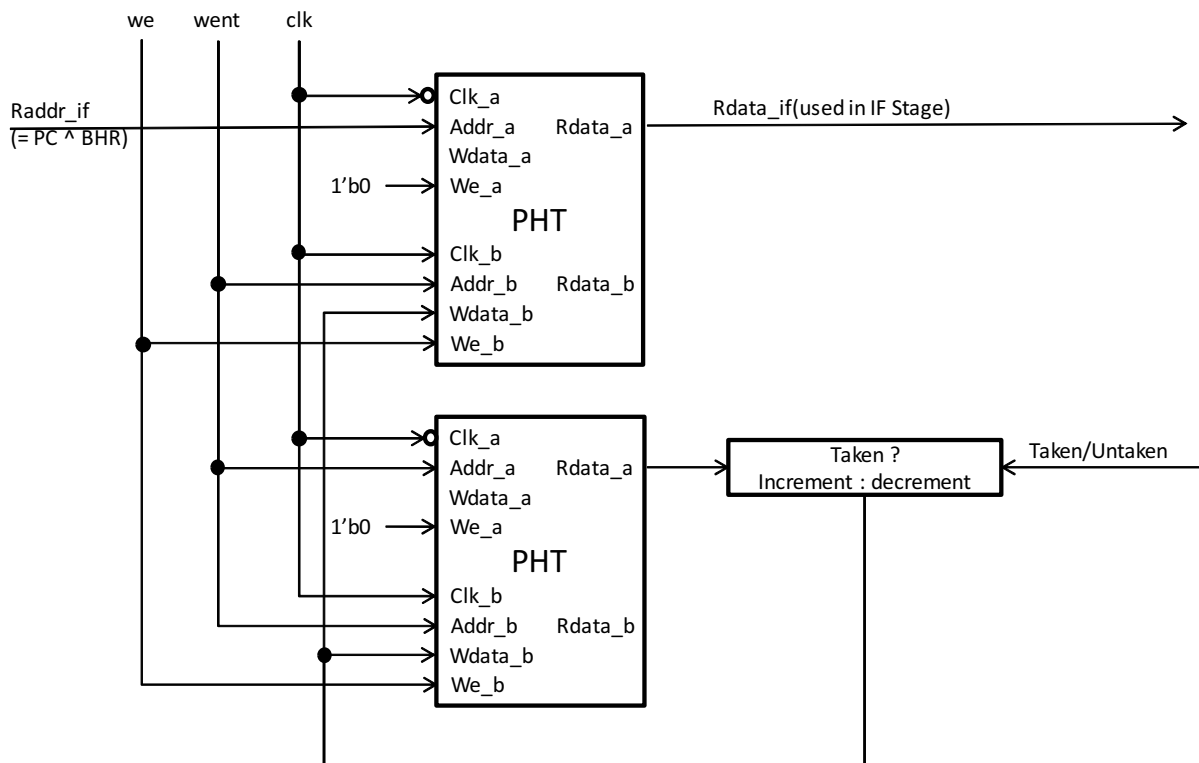 we went clk
Raddr_if
(= PC ^ BHR)
Clk_a
Addr_a Rdata_a
Wdata_a
1'b0 We_a
PHT
Clk_b
Addr_b Rdata_b
Wdata_b
We_b
Rdata_if(used in IF Stage)
Clk_a
Addr_a Rdata_a
Wdata_a
1'b0 We_a
PHT
Clk_b
Addr_b Rdata_b
Wdata_b
We_b
Taken ?
Increment : decrement
Taken/Untaken